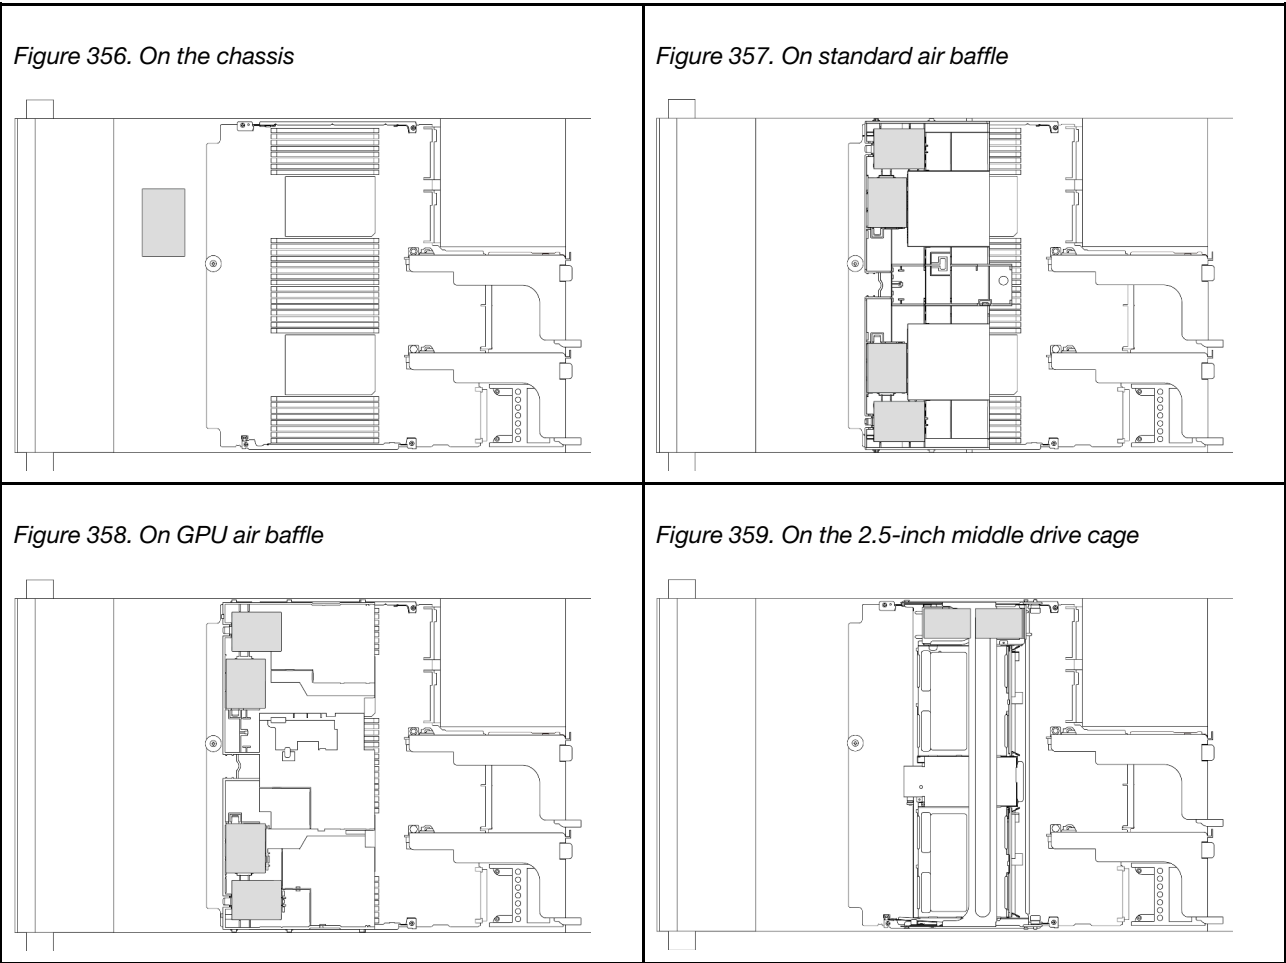 Figure 356. On the chassis
Figure 357. On standard air baffle
Figure 358. On GPU air baffle
Figure 359. On the 2.5-inch middle drive cage